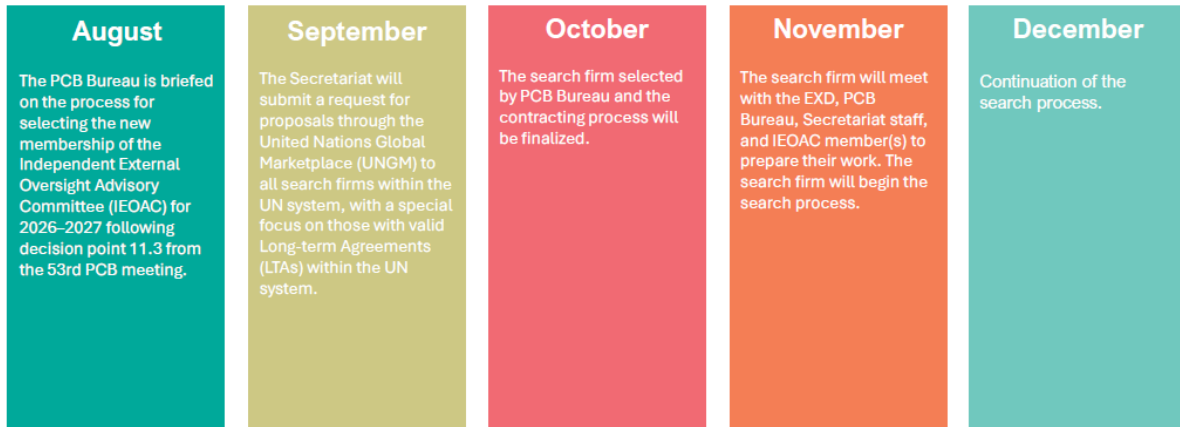 August
The PCB Bureau is briefed
on the process for
selecting the new
membership of the
Independent External
Oversight Advisory
Committee (IEOAC) for
2026–2027 following
decision point 11.3 from
the 53rd PCB meeting.
September
The Secretariat will
submit a request for
proposals through the
United Nations Global
Marketplace (UNGM) to
all search firms within the
UN system, with a special
focus on those with valid
Long-term Agreements
(LTAs) within the UN
system.
October
The search firm selected
by PCB Bureau and the
contracting process will
be finalized.
November
The search firm will meet
with the EXD, PCB
Bureau, Secretariat staff,
and IEOAC member(s) to
prepare their work. The
search firm will begin the
search process.
December
Continuation of the
search process.